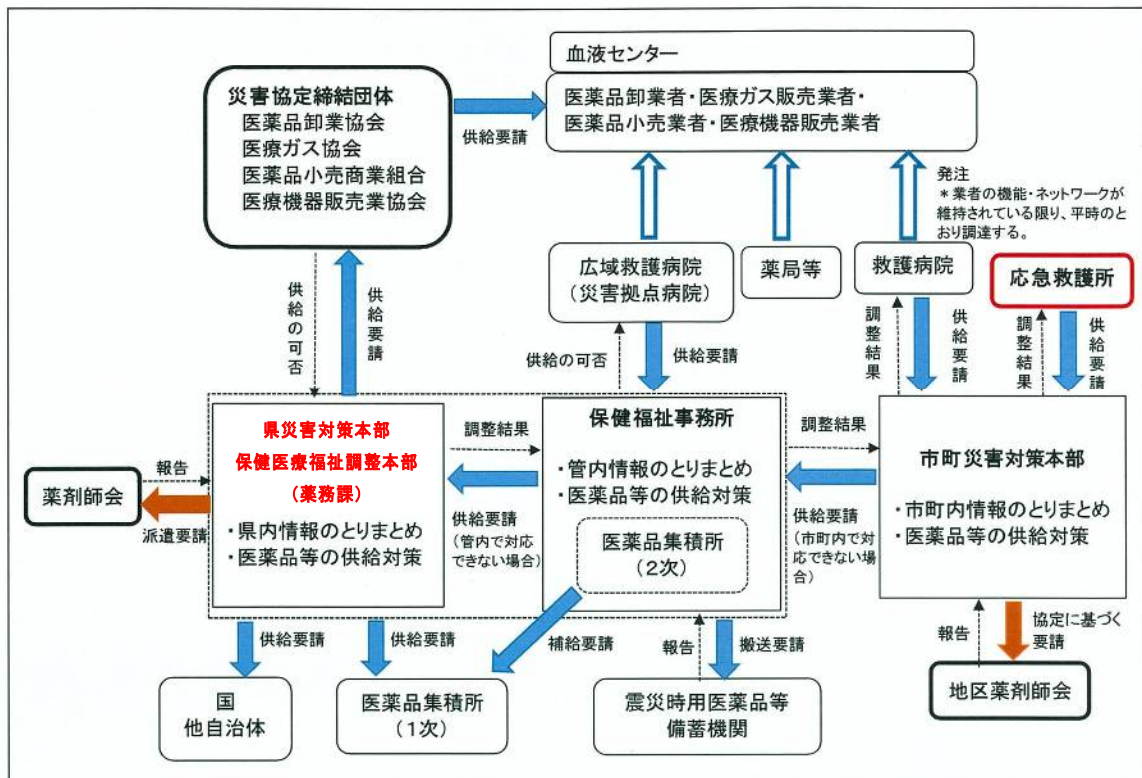 血液センター
医薬品卸業者・医療ガス販売業者・
医薬品小売業者・医療機器販売業者
災害協定締結団体
医薬品卸業協会
医療ガス協会
医薬品小売商業組合
医療機器販売業協会
供給要請
発注
*業者の機能・ネットワークが
維持されている限り、平時のと
おり調達する。
広域救護病院
(災害拠点病院)
薬局等
救護病院
応急救護所
供給の可否
供給要請
供給の可否
供給要請
調整結果
供給要請
調整結果
供給要請
県災害対策本部
保健医療福祉調整本部
(薬務課)
・県内情報のとりまとめ
・医薬品等の供給対策
調整結果
供給要請
(管内で対応
できない場合)
保健福祉事務所
・管内情報のとりまとめ
・医薬品等の供給対策
医薬品集積所
(2次)
調整結果
供給要請
(市町内で対
応できない場
合)
市町災害対策本部
・市町内情報のとりまとめ
・医薬品等の供給対策
薬剤師会
報告
派遣要請
供給要請
供給要請
補給要請
報告
搬送要請
報告
協定に基づく
要請
国
他自治体
医薬品集積所
(1次)
震災時用医薬品等
備蓄機関
地区薬剤師会